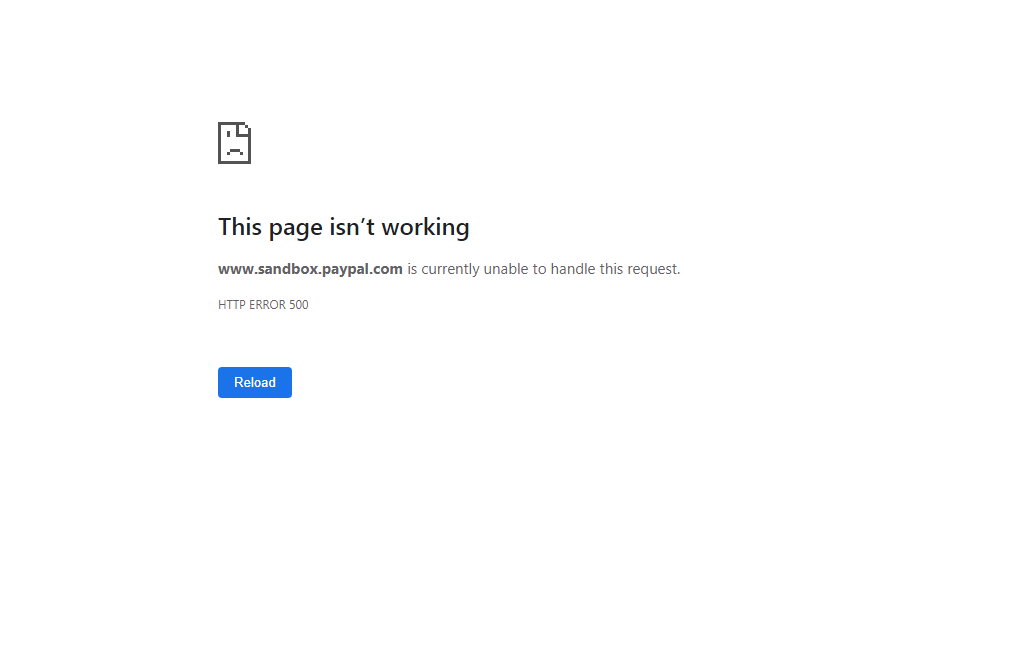 This page isn’t working
www.sandbox.paypal.com is currently unable to handle this request.
HTTP ERROR 500
Reload